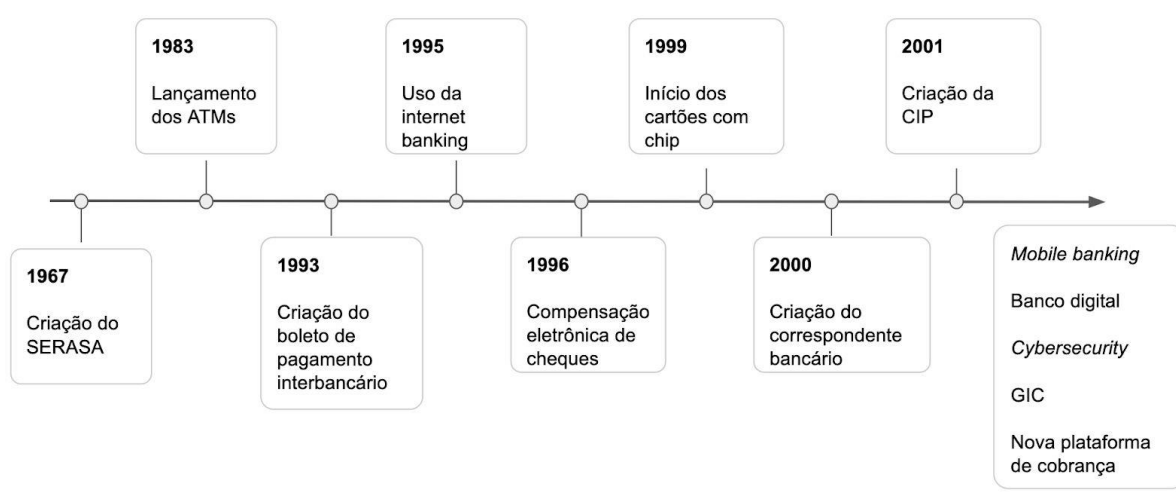 1983
Lançamento
dos ATMs
1995
Uso da
internet
banking
1999
Início dos
cartões com
chip
2001
Criação da
CIP
1967
Criação do
SERASA
1993
Criação do
boleto de
pagamento
interbancário
1996
Compensação
eletrônica de
cheques
2000
Criação do
correspondente
bancário
Mobile banking
Banco digital
Cybersecurity
GIC
Nova plataforma
de cobrança